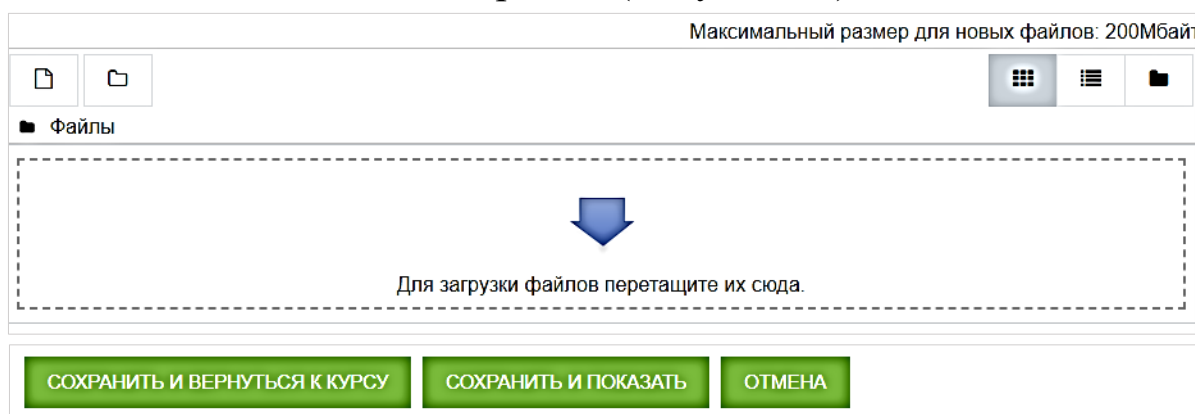 Максимальный размер для новых файлов: 200Мбайт
Файлы
Для загрузки файлов перетащите их сюда.
СОХРАНИТЬ И ВЕРНУТЬСЯ К КУРСУ СОХРАНИТЬ И ПОКАЗАТЬ ОТМЕНА